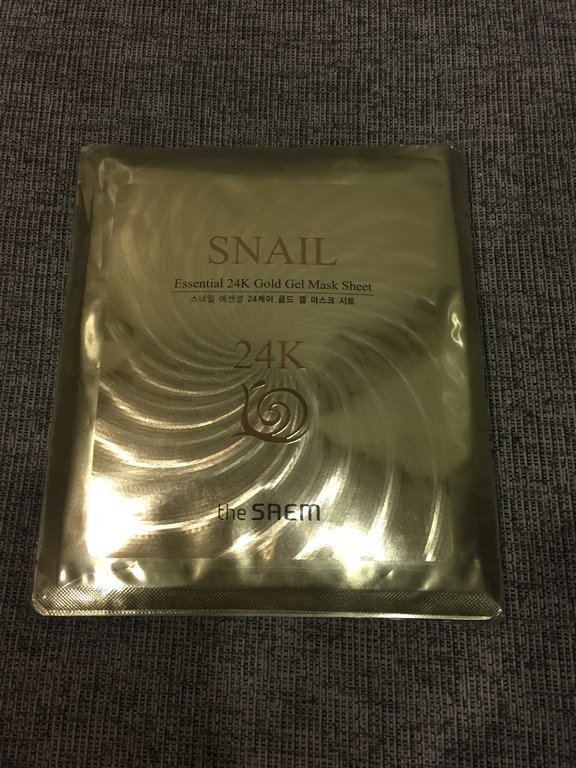 SNAIL
Essential 24K Gold Gel Mask Sheet
스네일 에센셜 24케이 골드 겔 마스크 시트
24K
the SAEM